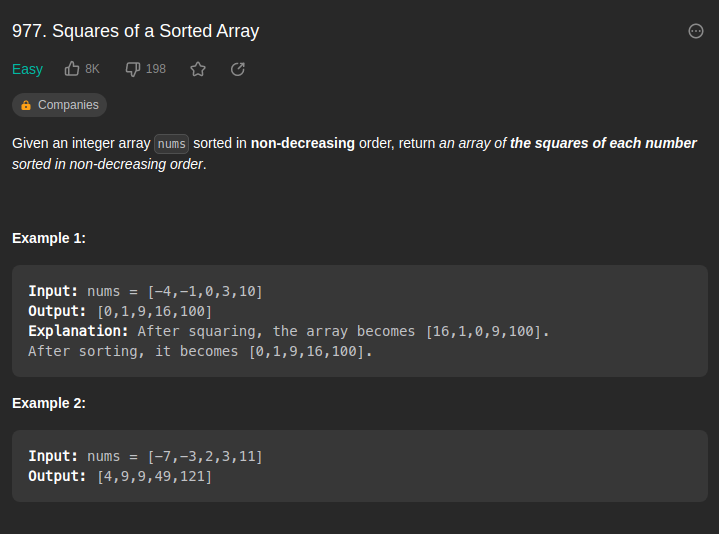 977. Squares of a Sorted Array
Easy 8K 198
Companies
Given an integer array nums sorted in non-decreasing order, return an array of the squares of each number
sorted in non-decreasing order.
Example 1:
Input: nums = [-4,-1,0,3,10]
Output: [0,1,9,16,100]
Explanation: After squaring, the array becomes [16,1,0,9,100].
After sorting, it becomes [0,1,9,16,100].
Example 2:
Input: nums = [-7,-3,2,3,11]
Output: [4,9,9,49,121]